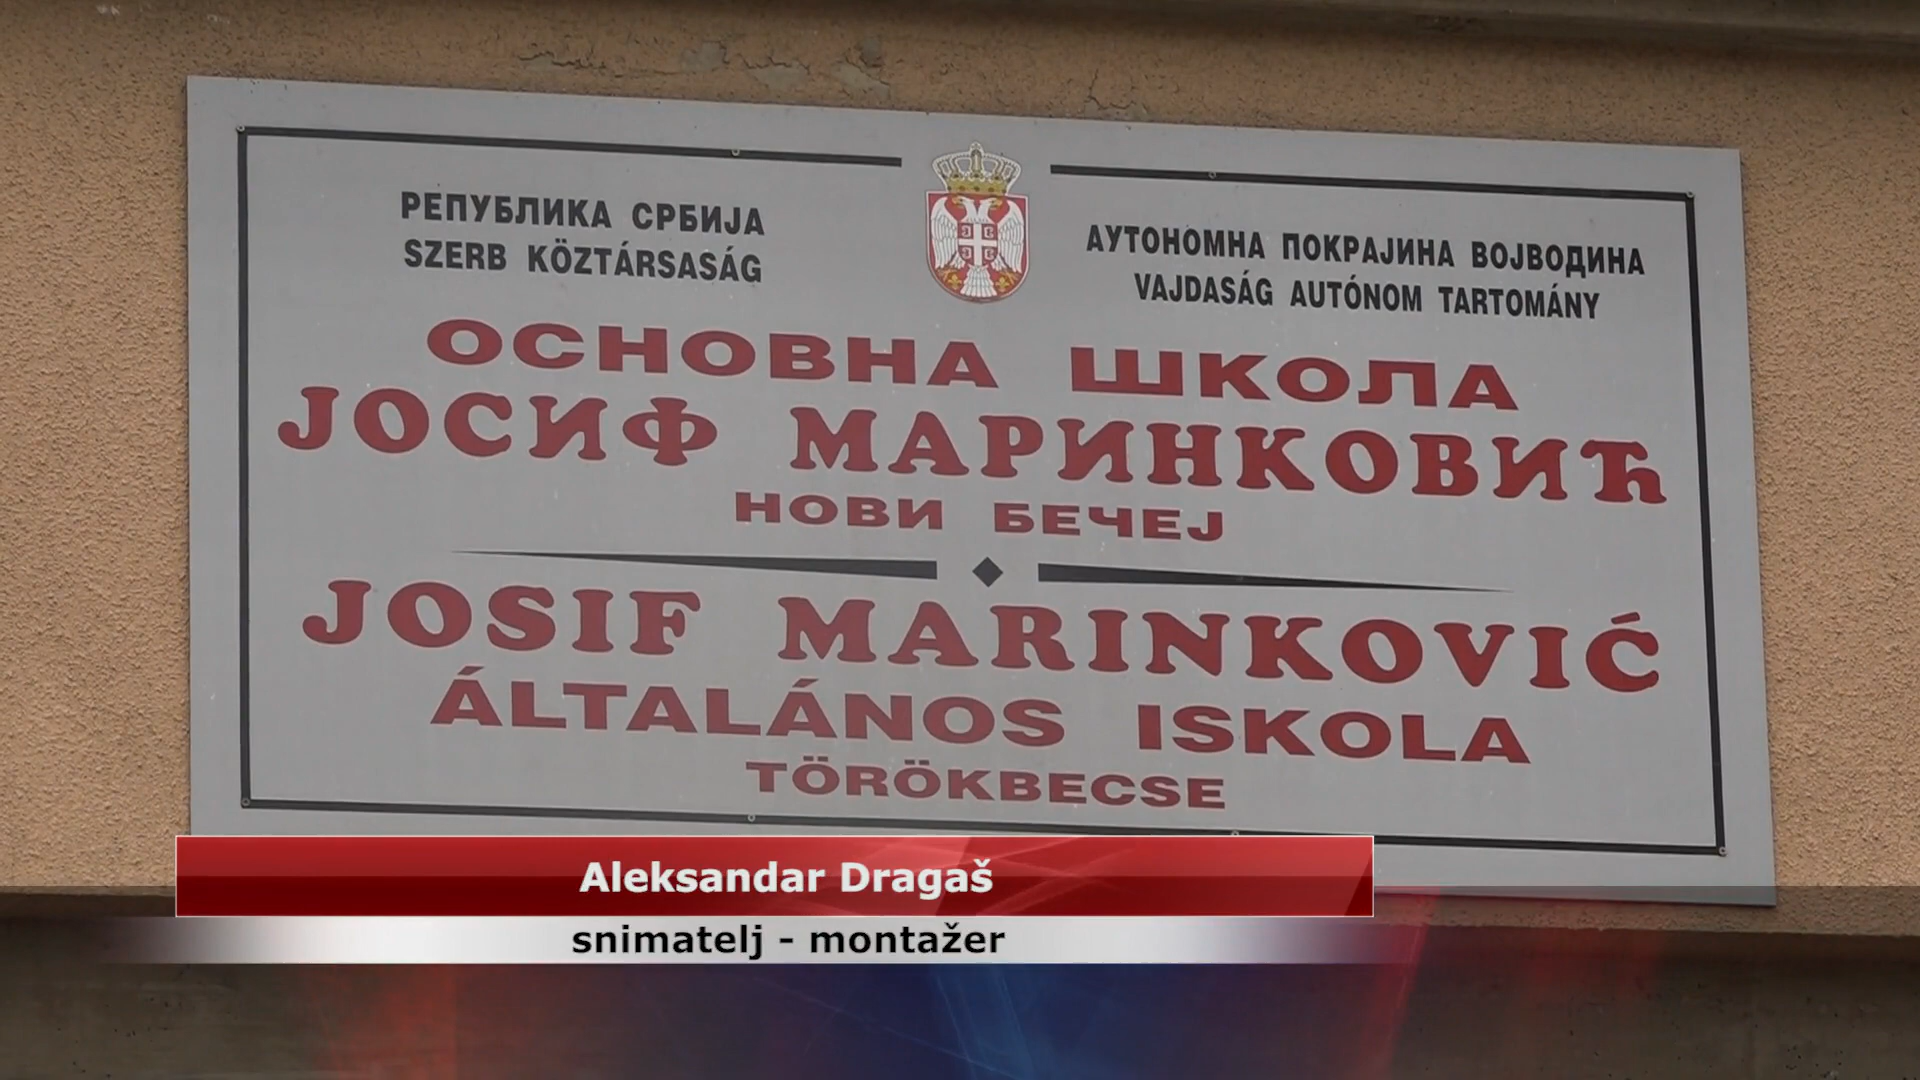 РЕПУБЛИКА СРБИЈА
SZERB KÖZTÁRSASÁG
АУТОНОМНА ПОКРАЈИНА ВОЈВОДИНА
VAJDASÁG AUTÓNOM TARTOMÁNY
ОСНОВНА ШКОЛА
ЈОСИФ МАРИНКОВИЋ
НОВИ БЕЧЕЈ
JOSIF MARINKOVIĆ
ÁLTALÁNOS ISKOLA
TÖRÖKBECSE
Aleksandar Dragaš
snimatelj - montažer